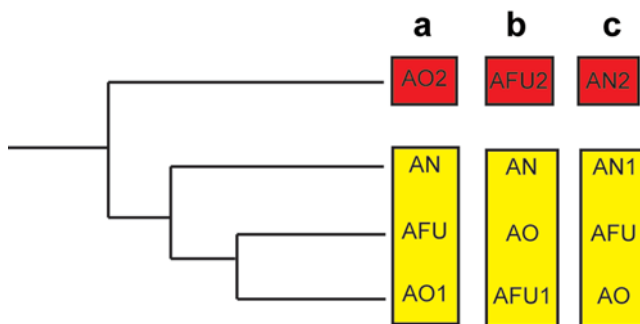 a b c
AO2 AFU2 AN2
AN AN AN1
AFU AO AFU
AO1 AFU1 AO